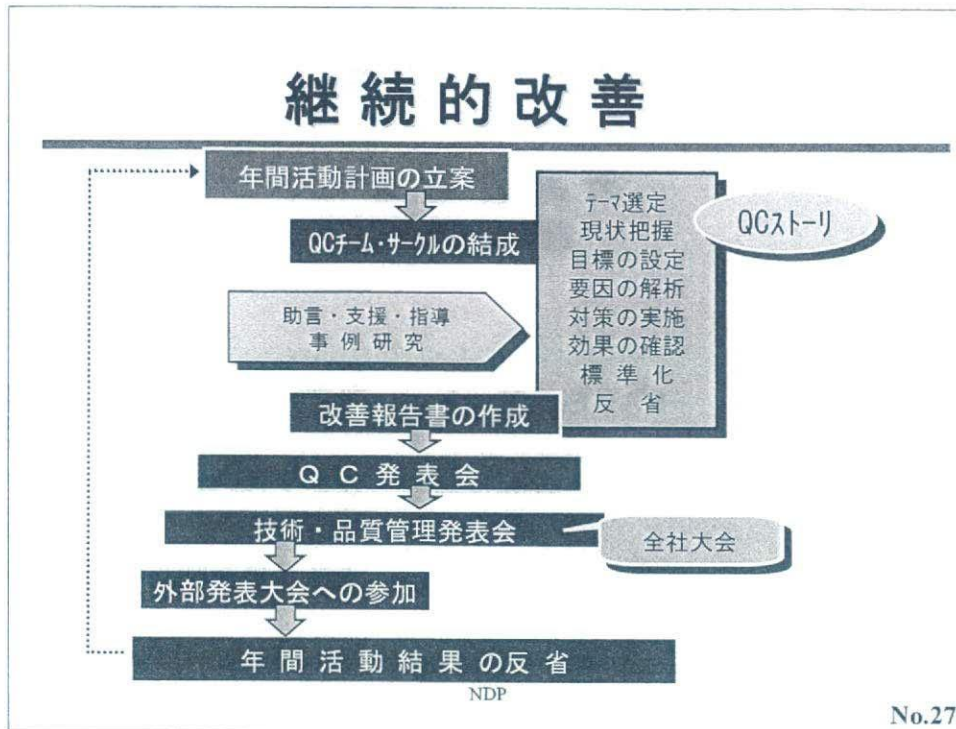 継続的改善
年間活動計画の立案
QCチーム・サークルの結成
テーマ選定
現状把握
目標の設定
要因の解析
対策の実施
効果の確認
標準化
反省
QCストーリ
助言・支援・指導
事例研究
改善報告書の作成
QC発表会
技術・品質管理発表会
全社大会
外部発表大会への参加
年間活動結果の反省
NDP
No.27